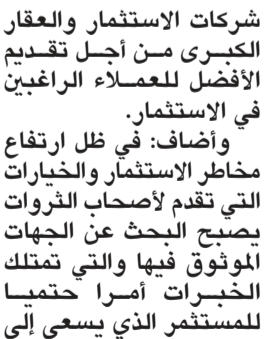 شركات الاستثمار والعقار
الكبرى من أجل تقديم
الأفضل للعملاء الراغبين
في الاستثمار.
وأضاف: في ظل ارتفاع
مخاطر الاستثمار والخيارات
التي تقدم لأصحاب الثروات
يصبح البحث عن الجهات
الموثوق فيها والتي تمتلك
الخبرات أمرا حتميا
للمستثمر الذي يسعى إلى